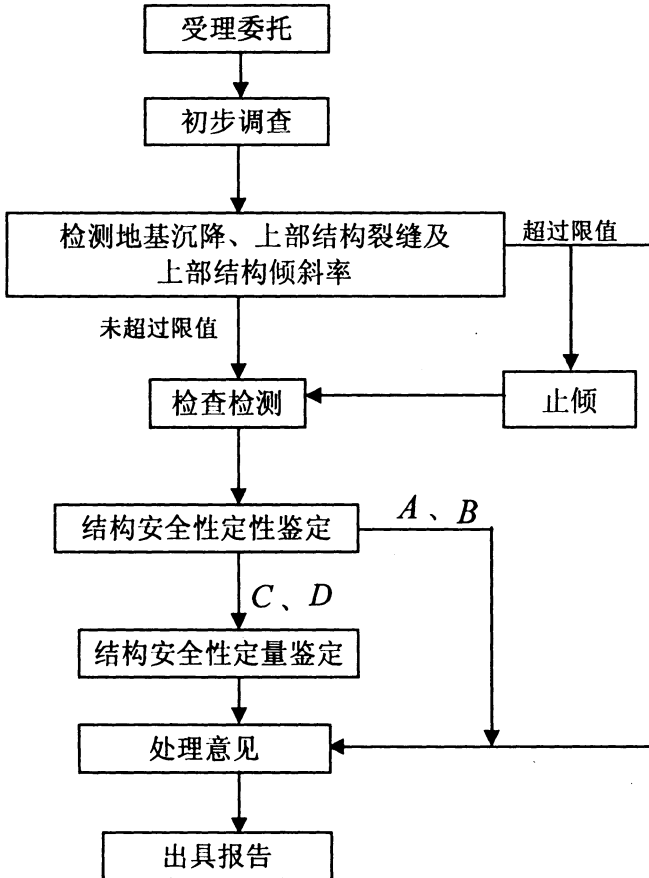 受理委托
初步调查
检测地基沉降、上部结构裂缝及
上部结构倾斜率
超过限值
未超过限值
检查检测
止倾
结构安全性定性鉴定
A、B
C、D
结构安全性定量鉴定
处理意见
出具报告